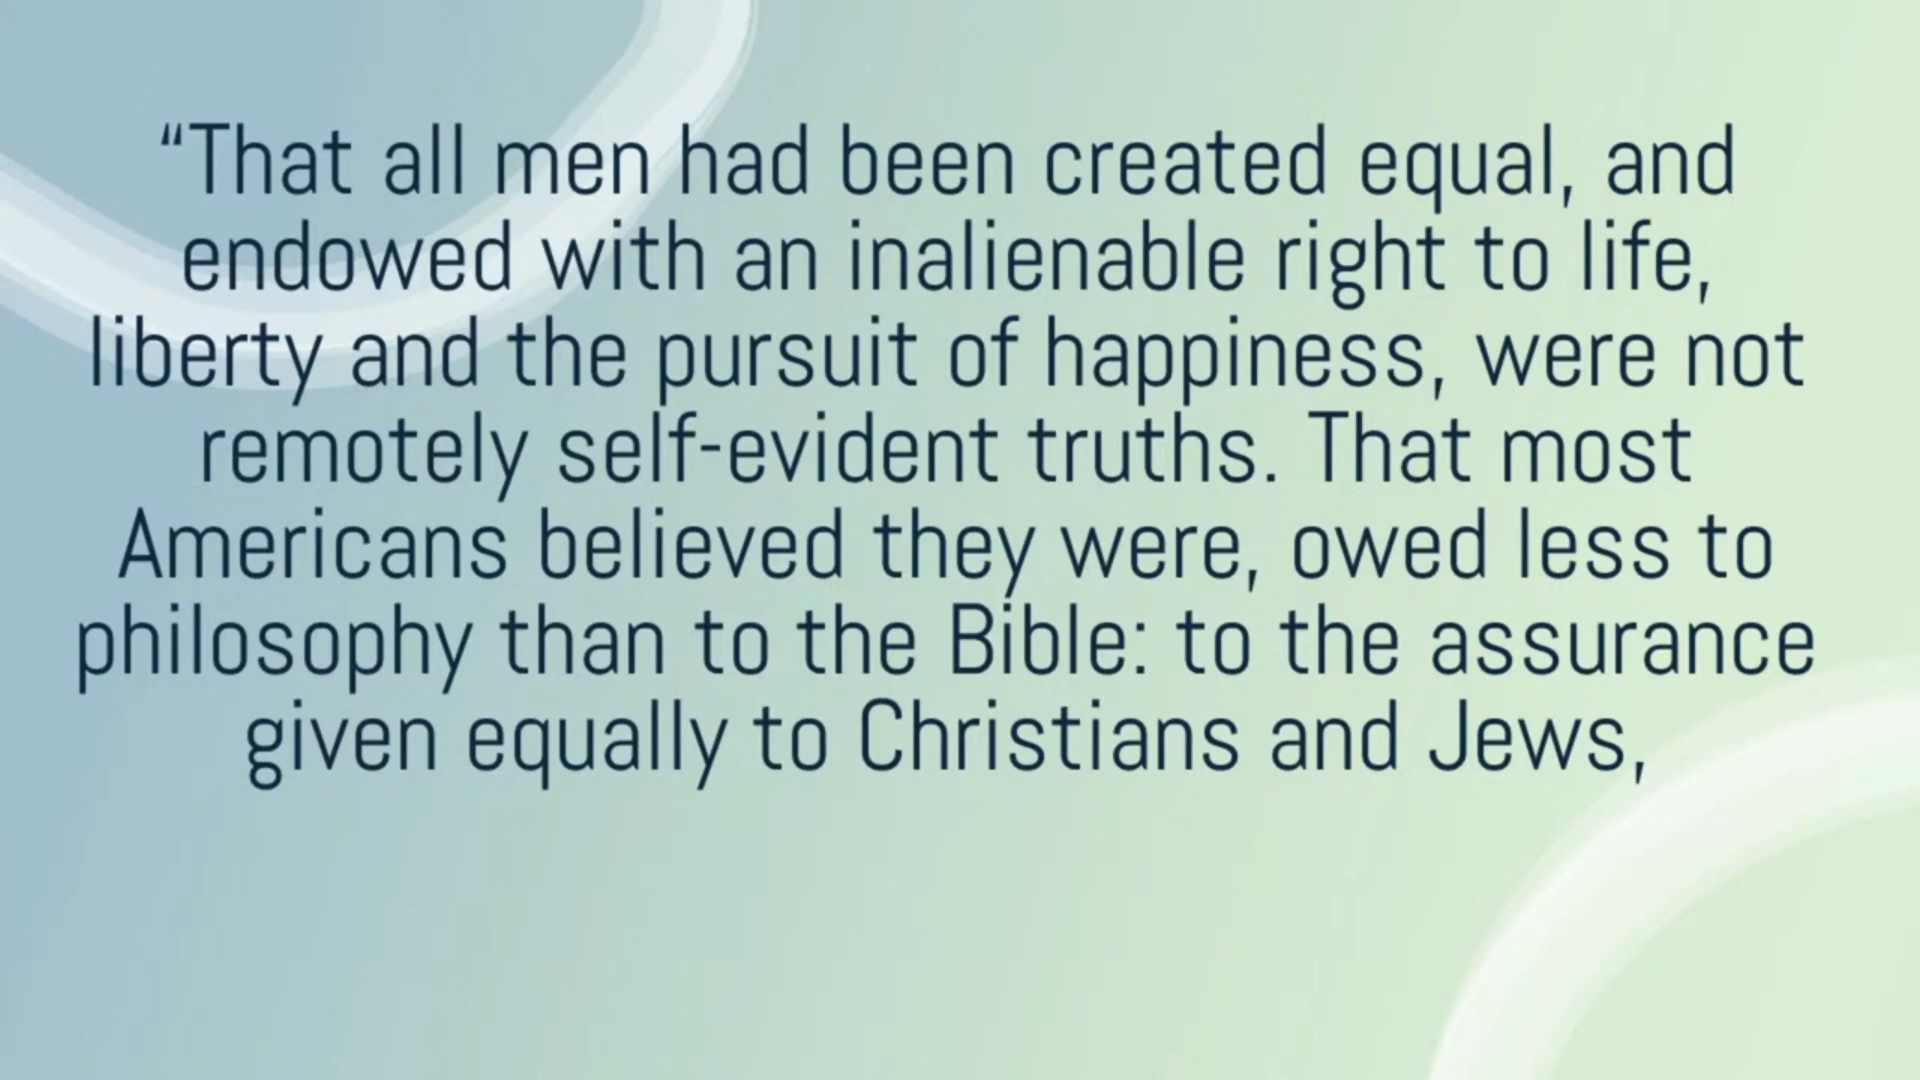 “That all men had been created equal, and
endowed with an inalienable right to life,
liberty and the pursuit of happiness, were not
remotely self-evident truths. That most
Americans believed they were, owed less to
philosophy than to the Bible: to the assurance
given equally to Christians and Jews,